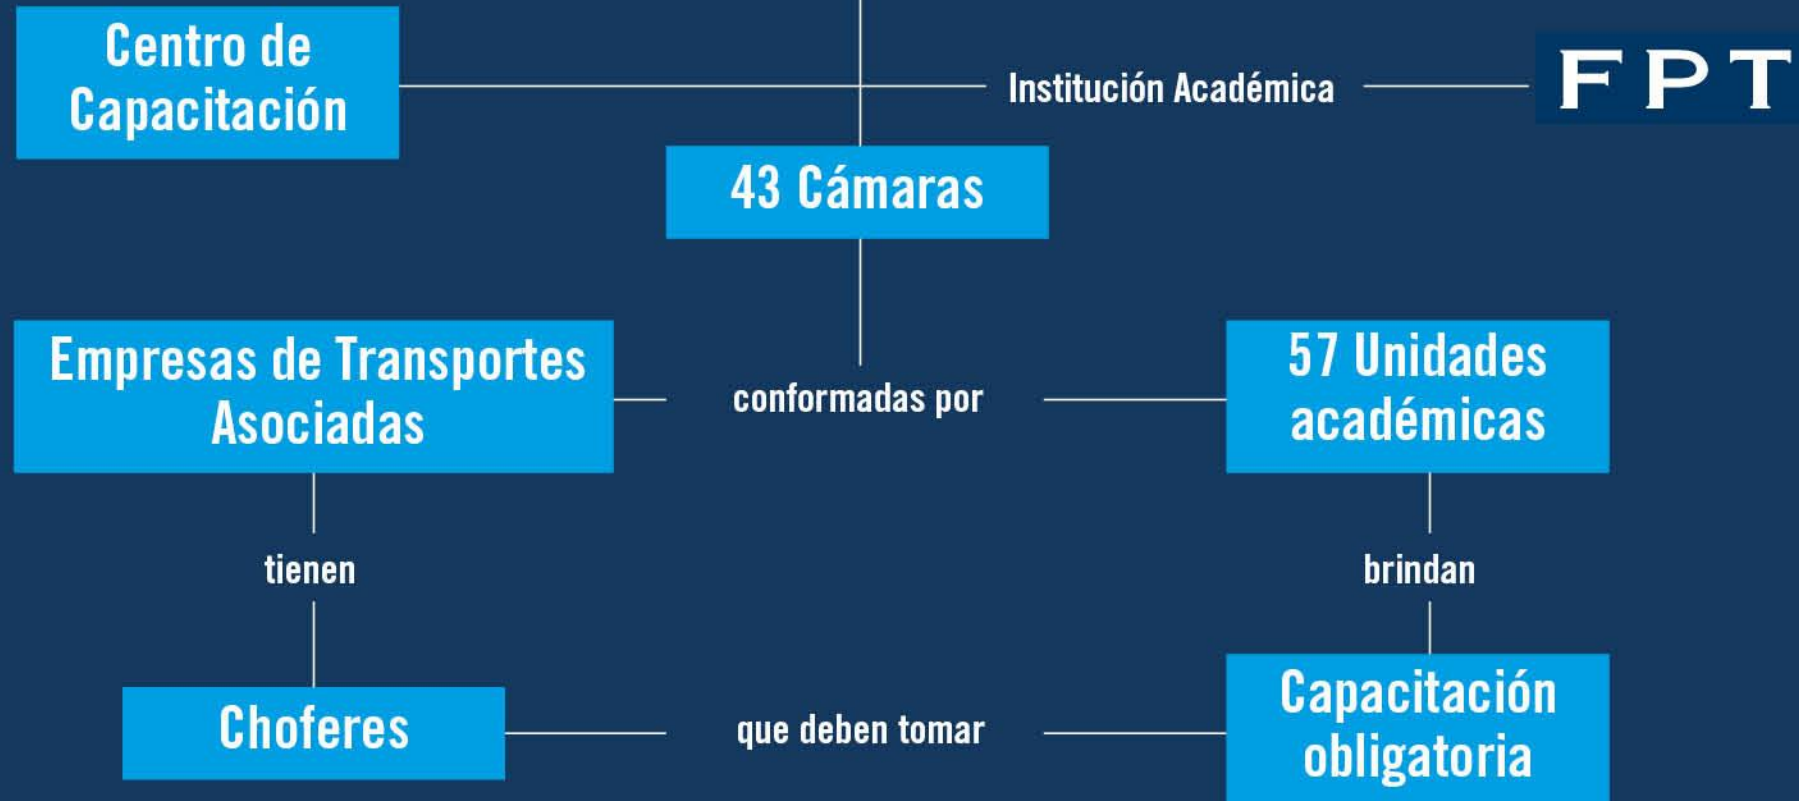 Centro de
Capacitación
Institución Académica
FPT
43 Cámaras
Empresas de Transportes
Asociadas
conformadas por
57 Unidades
académicas
tienen
brindan
Choferes
que deben tomar
Capacitación
obligatoria